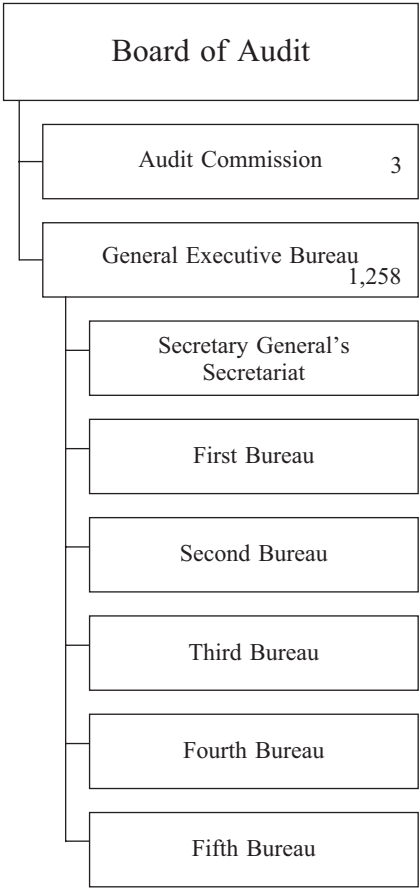 Board of Audit
Audit Commission 3
General Executive Bureau
1,258
Secretary General's
Secretariat
First Bureau
Second Bureau
Third Bureau
Fourth Bureau
Fifth Bureau